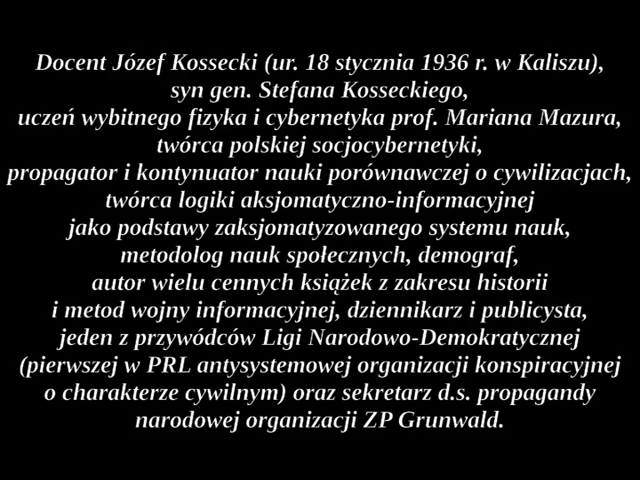 Docent Józef Kossecki (ur. 18 stycznia 1936 r. w Kaliszu),
syn gen. Stefana Kosseckiego,
uczeń wybitnego fizyka i cybernetyka prof. Mariana Mazura,
twórca polskiej socjocybernetyki,
propagator i kontynuator nauki porównawczej o cywilizacjach,
twórca logiki aksjomatyczno-informacyjnej
jako podstawy zaksjomatyzowanego systemu nauk,
metodolog nauk społecznych, demograf,
autor wielu cennych książek z zakresu historii
i metod wojny informacyjnej, dziennikarz i publicysta,
jeden z przywódców Ligi Narodowo-Demokratycznej
(pierwszej w PRL antysystemowej organizacji konspiracyjnej
o charakterze cywilnym) oraz sekretarz d.s. propagandy
narodowej organizacji ZP Grunwald.